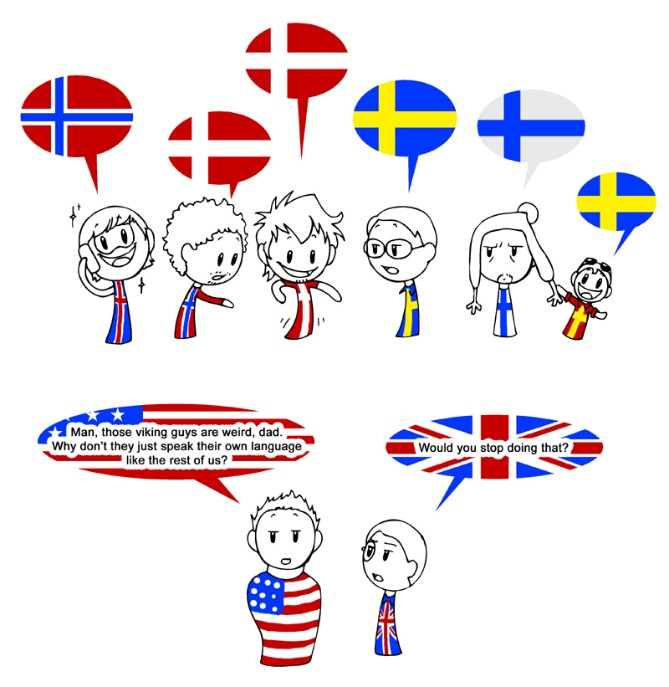 Man, those viking guys are weird, dad.
Why don't they just speak their own language
like the rest of us?
Would you stop doing that?